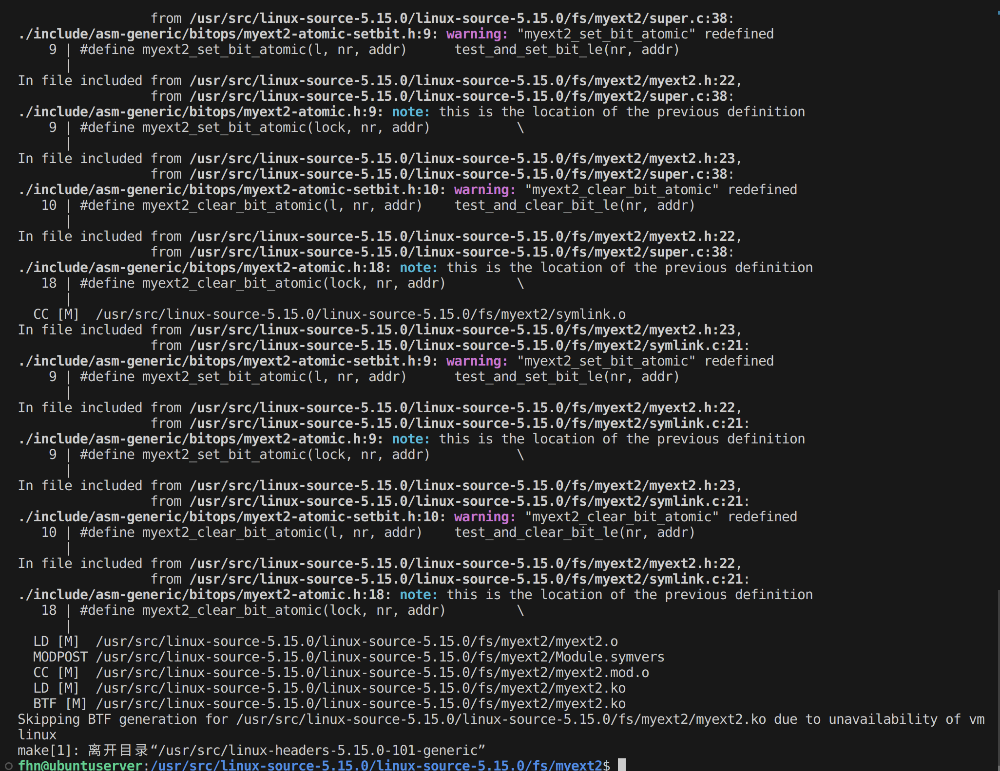 from /usr/src/linux-source-5.15.0/linux-source-5.15.0/fs/myext2/super.c:38:
./include/asm-generic/bitops/myext2-atomic-setbit.h:9: warning: "myext2_set_bit_atomic" redefined
9 | #define myext2_set_bit_atomic(l, nr, addr)      test_and_set_bit_le(nr, addr)
|
In file included from /usr/src/linux-source-5.15.0/linux-source-5.15.0/fs/myext2/myext2.h:22,
from /usr/src/linux-source-5.15.0/linux-source-5.15.0/fs/myext2/super.c:38:
./include/asm-generic/bitops/myext2-atomic.h:9: note: this is the location of the previous definition
9 | #define myext2_set_bit_atomic(lock, nr, addr)           \
|
In file included from /usr/src/linux-source-5.15.0/linux-source-5.15.0/fs/myext2/myext2.h:23,
from /usr/src/linux-source-5.15.0/linux-source-5.15.0/fs/myext2/super.c:38:
./include/asm-generic/bitops/myext2-atomic-setbit.h:10: warning: "myext2_clear_bit_atomic" redefined
10 | #define myext2_clear_bit_atomic(l, nr, addr)    test_and_clear_bit_le(nr, addr)
|
In file included from /usr/src/linux-source-5.15.0/linux-source-5.15.0/fs/myext2/myext2.h:22,
from /usr/src/linux-source-5.15.0/linux-source-5.15.0/fs/myext2/super.c:38:
./include/asm-generic/bitops/myext2-atomic.h:18: note: this is the location of the previous definition
18 | #define myext2_clear_bit_atomic(lock, nr, addr)         \
|
CC [M]  /usr/src/linux-source-5.15.0/linux-source-5.15.0/fs/myext2/symlink.o
In file included from /usr/src/linux-source-5.15.0/linux-source-5.15.0/fs/myext2/myext2.h:23,
from /usr/src/linux-source-5.15.0/linux-source-5.15.0/fs/myext2/symlink.c:21:
./include/asm-generic/bitops/myext2-atomic-setbit.h:9: warning: "myext2_set_bit_atomic" redefined
9 | #define myext2_set_bit_atomic(l, nr, addr)      test_and_set_bit_le(nr, addr)
|
In file included from /usr/src/linux-source-5.15.0/linux-source-5.15.0/fs/myext2/myext2.h:22,
from /usr/src/linux-source-5.15.0/linux-source-5.15.0/fs/myext2/symlink.c:21:
./include/asm-generic/bitops/myext2-atomic.h:9: note: this is the location of the previous definition
9 | #define myext2_set_bit_atomic(lock, nr, addr)           \
|
In file included from /usr/src/linux-source-5.15.0/linux-source-5.15.0/fs/myext2/myext2.h:23,
from /usr/src/linux-source-5.15.0/linux-source-5.15.0/fs/myext2/symlink.c:21:
./include/asm-generic/bitops/myext2-atomic-setbit.h:10: warning: "myext2_clear_bit_atomic" redefined
10 | #define myext2_clear_bit_atomic(l, nr, addr)    test_and_clear_bit_le(nr, addr)
|
In file included from /usr/src/linux-source-5.15.0/linux-source-5.15.0/fs/myext2/myext2.h:22,
from /usr/src/linux-source-5.15.0/linux-source-5.15.0/fs/myext2/symlink.c:21:
./include/asm-generic/bitops/myext2-atomic.h:18: note: this is the location of the previous definition
18 | #define myext2_clear_bit_atomic(lock, nr, addr)         \
|
LD [M]  /usr/src/linux-source-5.15.0/linux-source-5.15.0/fs/myext2/myext2.o
MODPOST /usr/src/linux-source-5.15.0/linux-source-5.15.0/fs/myext2/Module.symvers
CC [M]  /usr/src/linux-source-5.15.0/linux-source-5.15.0/fs/myext2/myext2.mod.o
LD [M]  /usr/src/linux-source-5.15.0/linux-source-5.15.0/fs/myext2/myext2.ko
BTF [M] /usr/src/linux-source-5.15.0/linux-source-5.15.0/fs/myext2/myext2.ko
Skipping BTF generation for /usr/src/linux-source-5.15.0/linux-source-5.15.0/fs/myext2/myext2.ko due to unavailability of vm
linux
make[1]: 离开目录“/usr/src/linux-headers-5.15.0-101-generic”
fhn@ubuntuserver:/usr/src/linux-source-5.15.0/linux-source-5.15.0/fs/myext2$